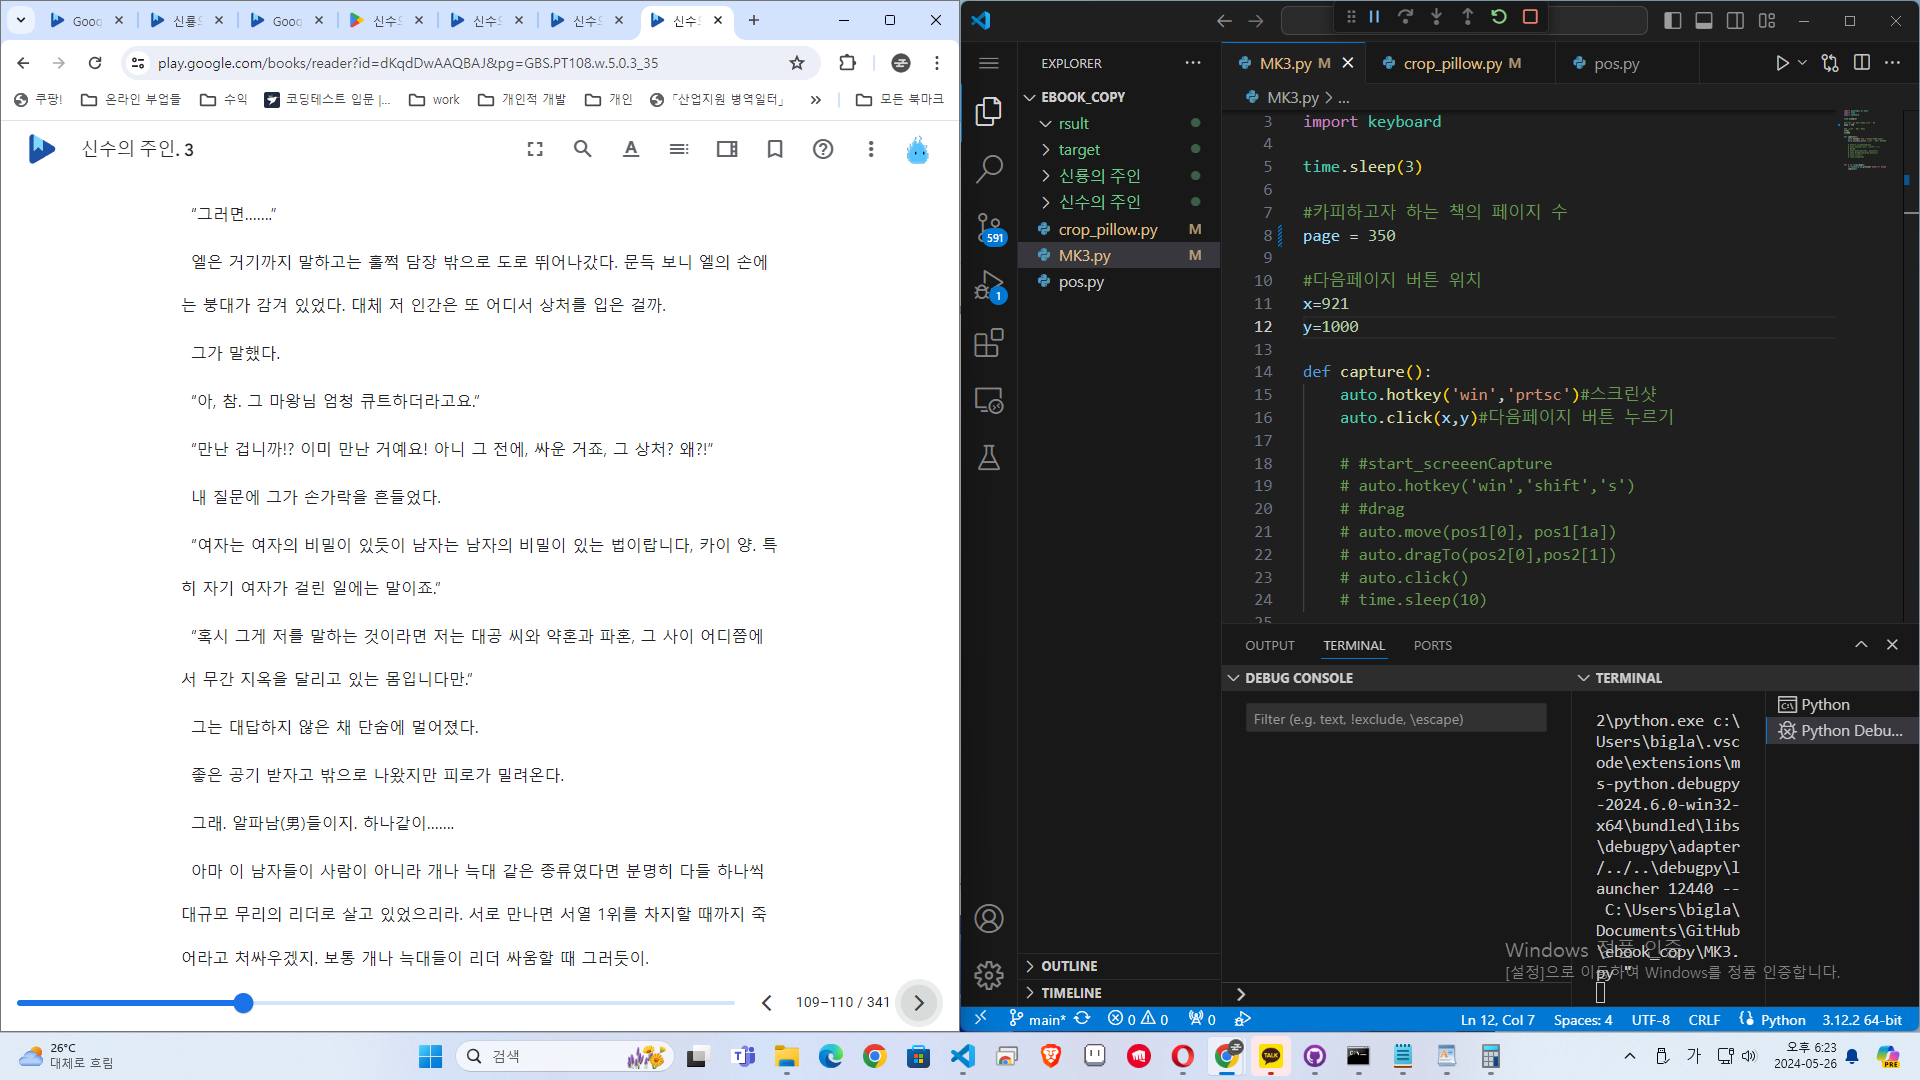 Goog
신룡으
Goog
신수으
신수으
신수으
신수으
play.google.com/books/reader?id=dKqdDwAAQBAJ&pg=GBS.PT108.w.5.0.3_35
쿠팡!
온라인 부업들
수익
코딩테스트 입문 |...
work
개인적 개발
개인
「산업지원 병역일터」
»
모든 북마크
신수의 주인. 3
“그러면…….”
엘은 거기까지 말하고는 훌쩍 담장 밖으로 도로 뛰어나갔다. 문득 보니 엘의 손에
는 붕대가 감겨 있었다. 대체 저 인간은 또 어디서 상처를 입은 걸까.
그가 말했다.
“아, 참. 그 마왕님 엄청 큐트하더라고요.”
“만난 겁니까!? 이미 만난 거예요! 아니 그 전에, 싸운 거죠, 그 상처? 왜?!”
내 질문에 그가 손가락을 흔들었다.
“여자는 여자의 비밀이 있듯이 남자는 남자의 비밀이 있는 법이랍니다, 카이 양. 특
히 자기 여자가 걸린 일에는 말이죠.”
“혹시 그게 저를 말하는 것이라면 저는 대공 씨와 약혼과 파혼, 그 사이 어디쯤에
서 무간 지옥을 달리고 있는 몸입니다만.”
그는 대답하지 않은 채 단숨에 멀어졌다.
좋은 공기 받자고 밖으로 나왔지만 피로가 밀려온다.
그래. 알파남(男)들이지. 하나같이…….
아마 이 남자들이 사람이 아니라 개나 늑대 같은 종류였다면 분명히 다들 하나씩
대규모 무리의 리더로 살고 있었으리라. 서로 만나면 서열 1위를 차지할 때까지 죽
어라고 처싸우겠지. 보통 개나 늑대들이 리더 싸움할 때 그러듯이.
109–110 / 341
EXPLORER
EBOOK_COPY
rsult
target
신룡의 주인
신수의 주인
crop_pillow.py M
MK3.py M
pos.py
591
1
OUTLINE
TIMELINE
MK3.py M
crop_pillow.py M
pos.py
MK3.py > ...
3 import keyboard
4
5 time.sleep(3)
6
7 #카피하고자 하는 책의 페이지 수
8 page = 350
9
10 #다음페이지 버튼 위치
11 x=921
12 y=1000
13
14 def capture():
15 auto.hotkey('win','prtsc')#스크린샷
16 auto.click(x,y)#다음페이지 버튼 누르기
17
18 # #start_screeenCapture
19 # auto.hotkey('win','shift','s')
20 # #drag
21 # auto.move(pos1[0], pos1[1a])
22 # auto.dragTo(pos2[0],pos2[1])
23 # auto.click()
24 # time.sleep(10)
25
OUTPUT
TERMINAL
PORTS
DEBUG CONSOLE
Filter (e.g. text, !exclude, \escape)
TERMINAL
2\python.exe c:\
Users\bigla\.vsc
ode\extensions\m
s-python.debugpy
-2024.6.0-win32-
x64\bundled\libs
\debugpy\adapter
/../..\debugpy\l
auncher 12440 --
C:\Users\bigla\
Documents\GitHub
\ebook_copy\MK3.
py "
Python
Python Debu...
Windows 정품 인증
[설정]으로 이동하여 Windows를 정품 인증합니다.
main*
0
0
0
Ln 12, Col 7
Spaces: 4
UTF-8
CRLF
Python
3.12.2 64-bit
26°C
대체로 흐림
검색
TALK
가
오후 6:23
2024-05-26
PRE